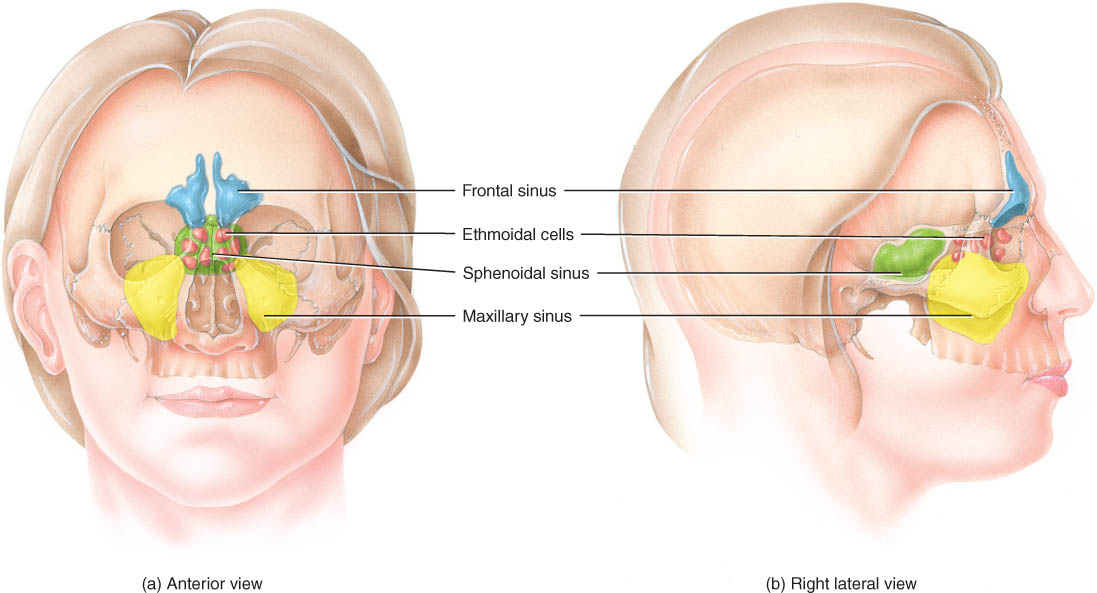 Frontal sinus
Ethmoidal cells
Sphenoidal sinus
Maxillary sinus
(a) Anterior view
(b) Right lateral view